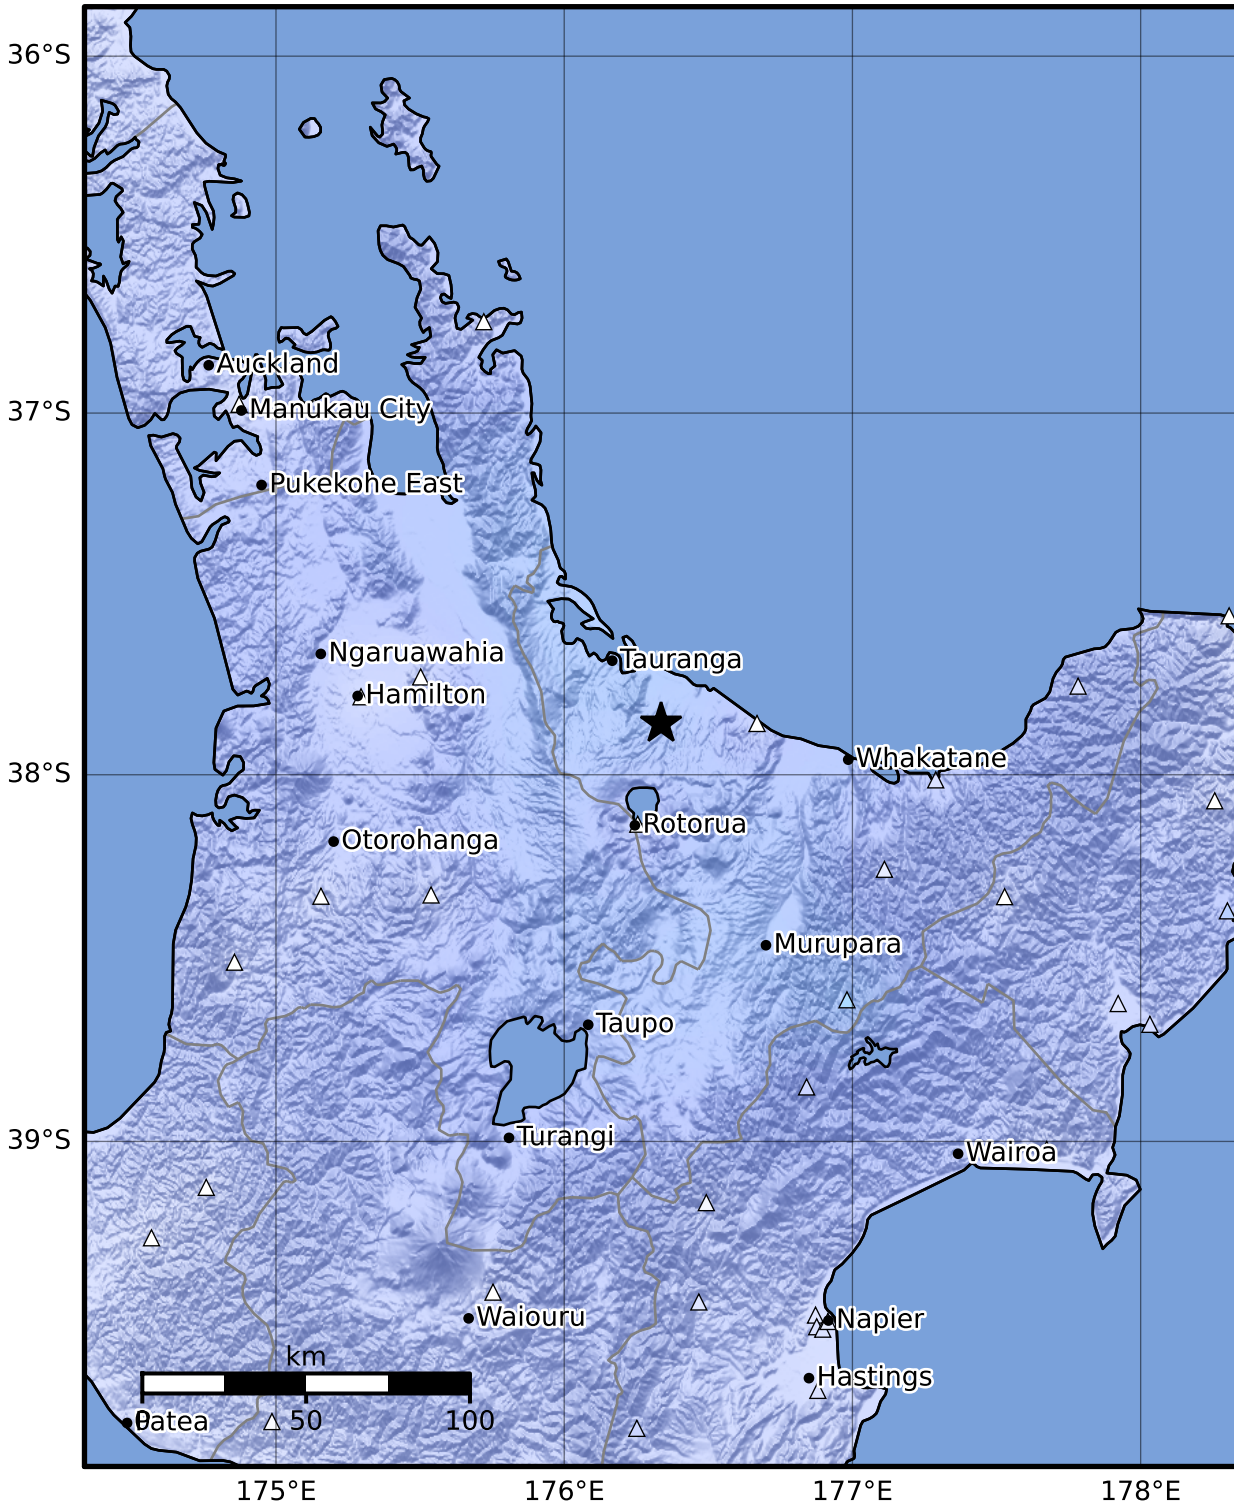 36°S
Auckland
37°S
Manukau City
Pukekohe East
Ngaruawahia
Tauranga
Hamilton
Whakatane
38°S
Rotorua
Otorohanga
Murupara
Taupo
39°S
Turangi
Wairoa
Waiouru
Napier
km
Hastings
0
Patea
50
100
175°E
176°E
177°E
178°E